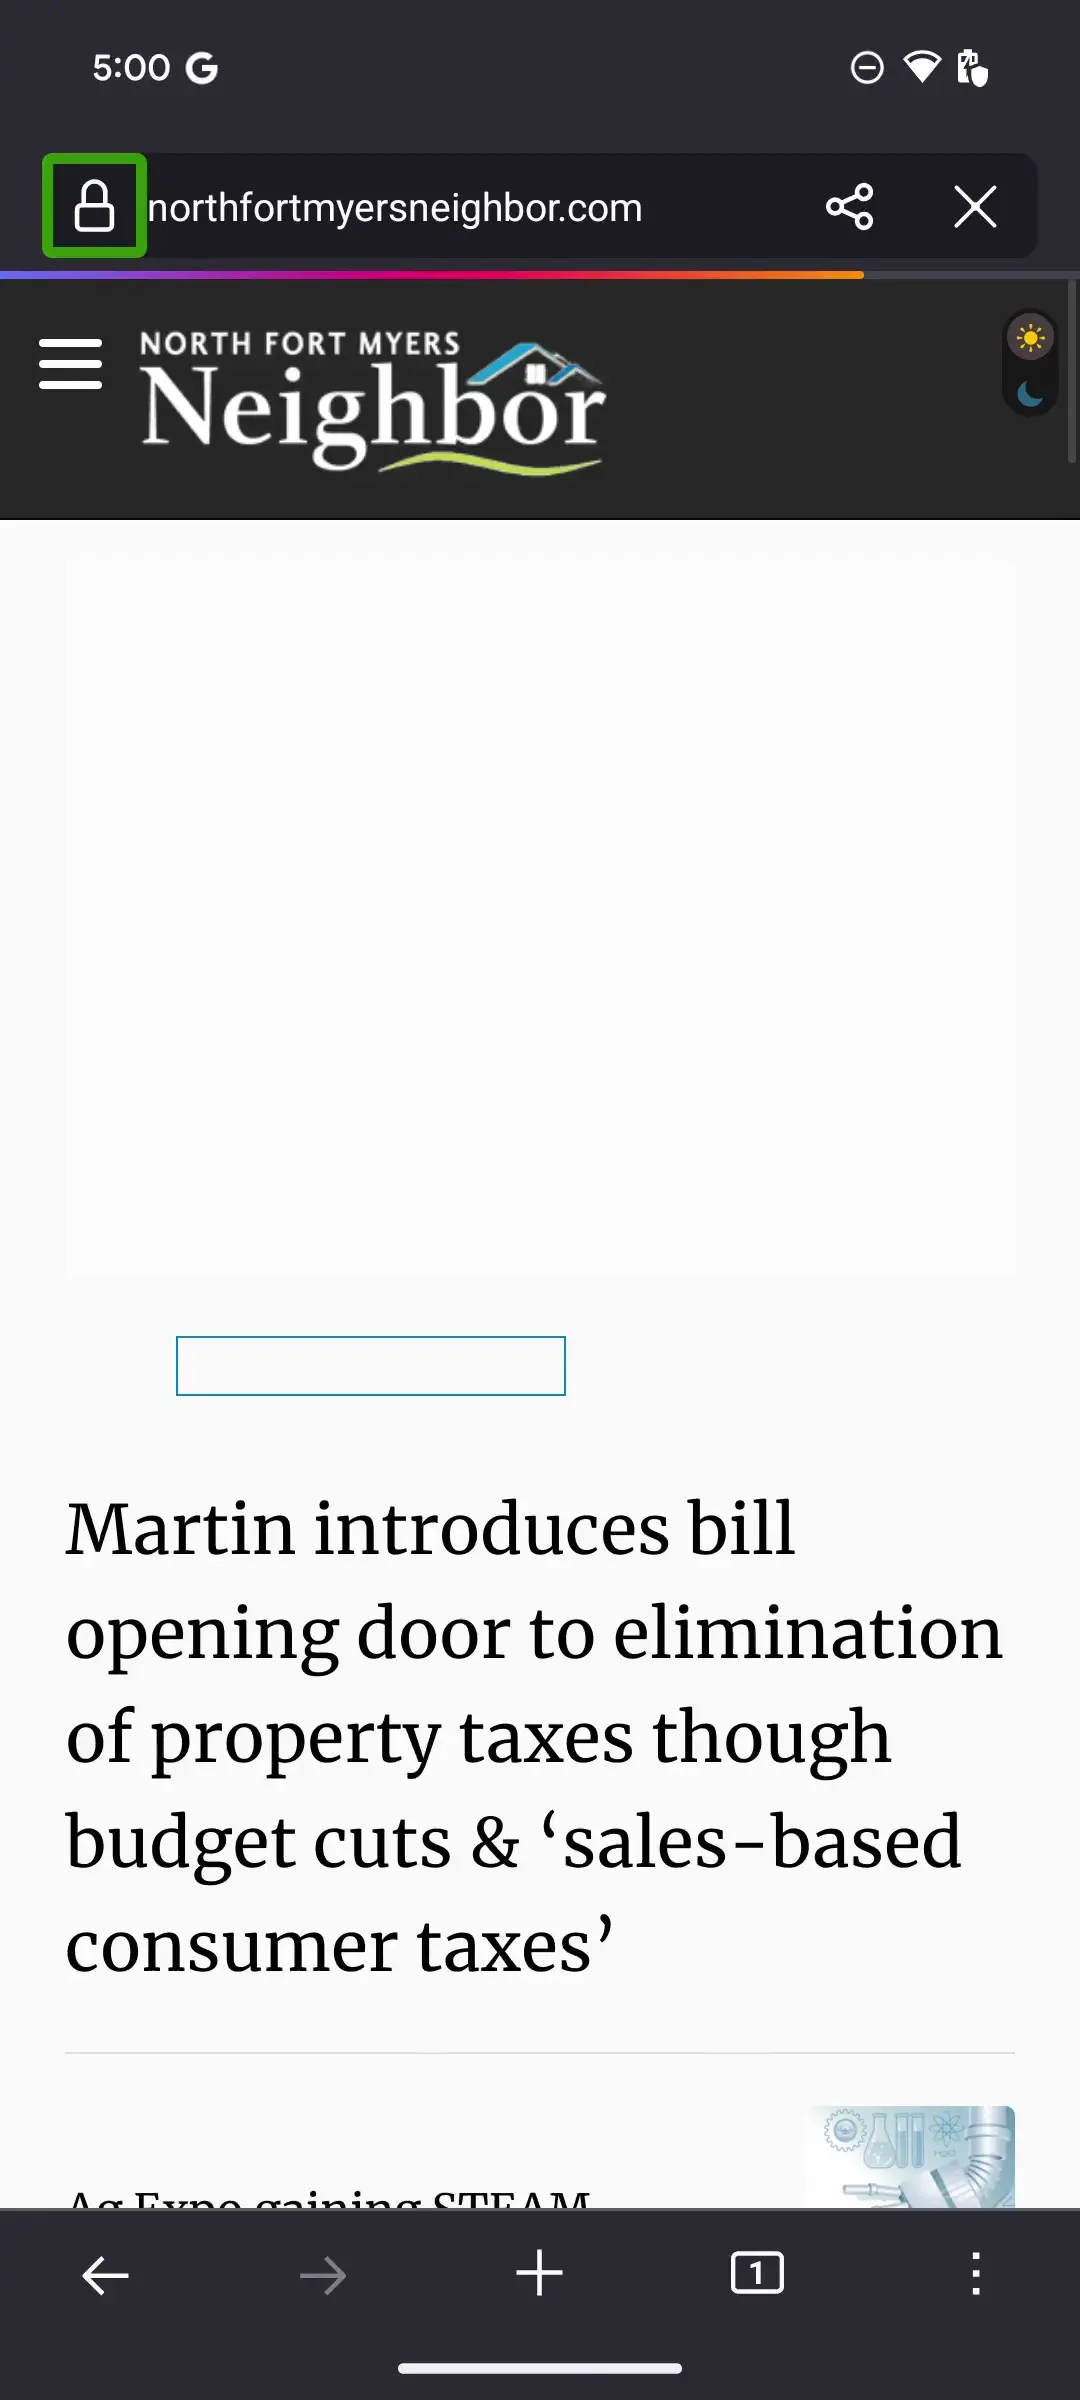 5:00
northfortmyersneighbor.com
NORTH FORT MYERS
Neighbor
Martin introduces bill
opening door to elimination
of property taxes though
budget cuts & ‘sales-based
consumer taxes’
Ag Expo gaining STEAM
1